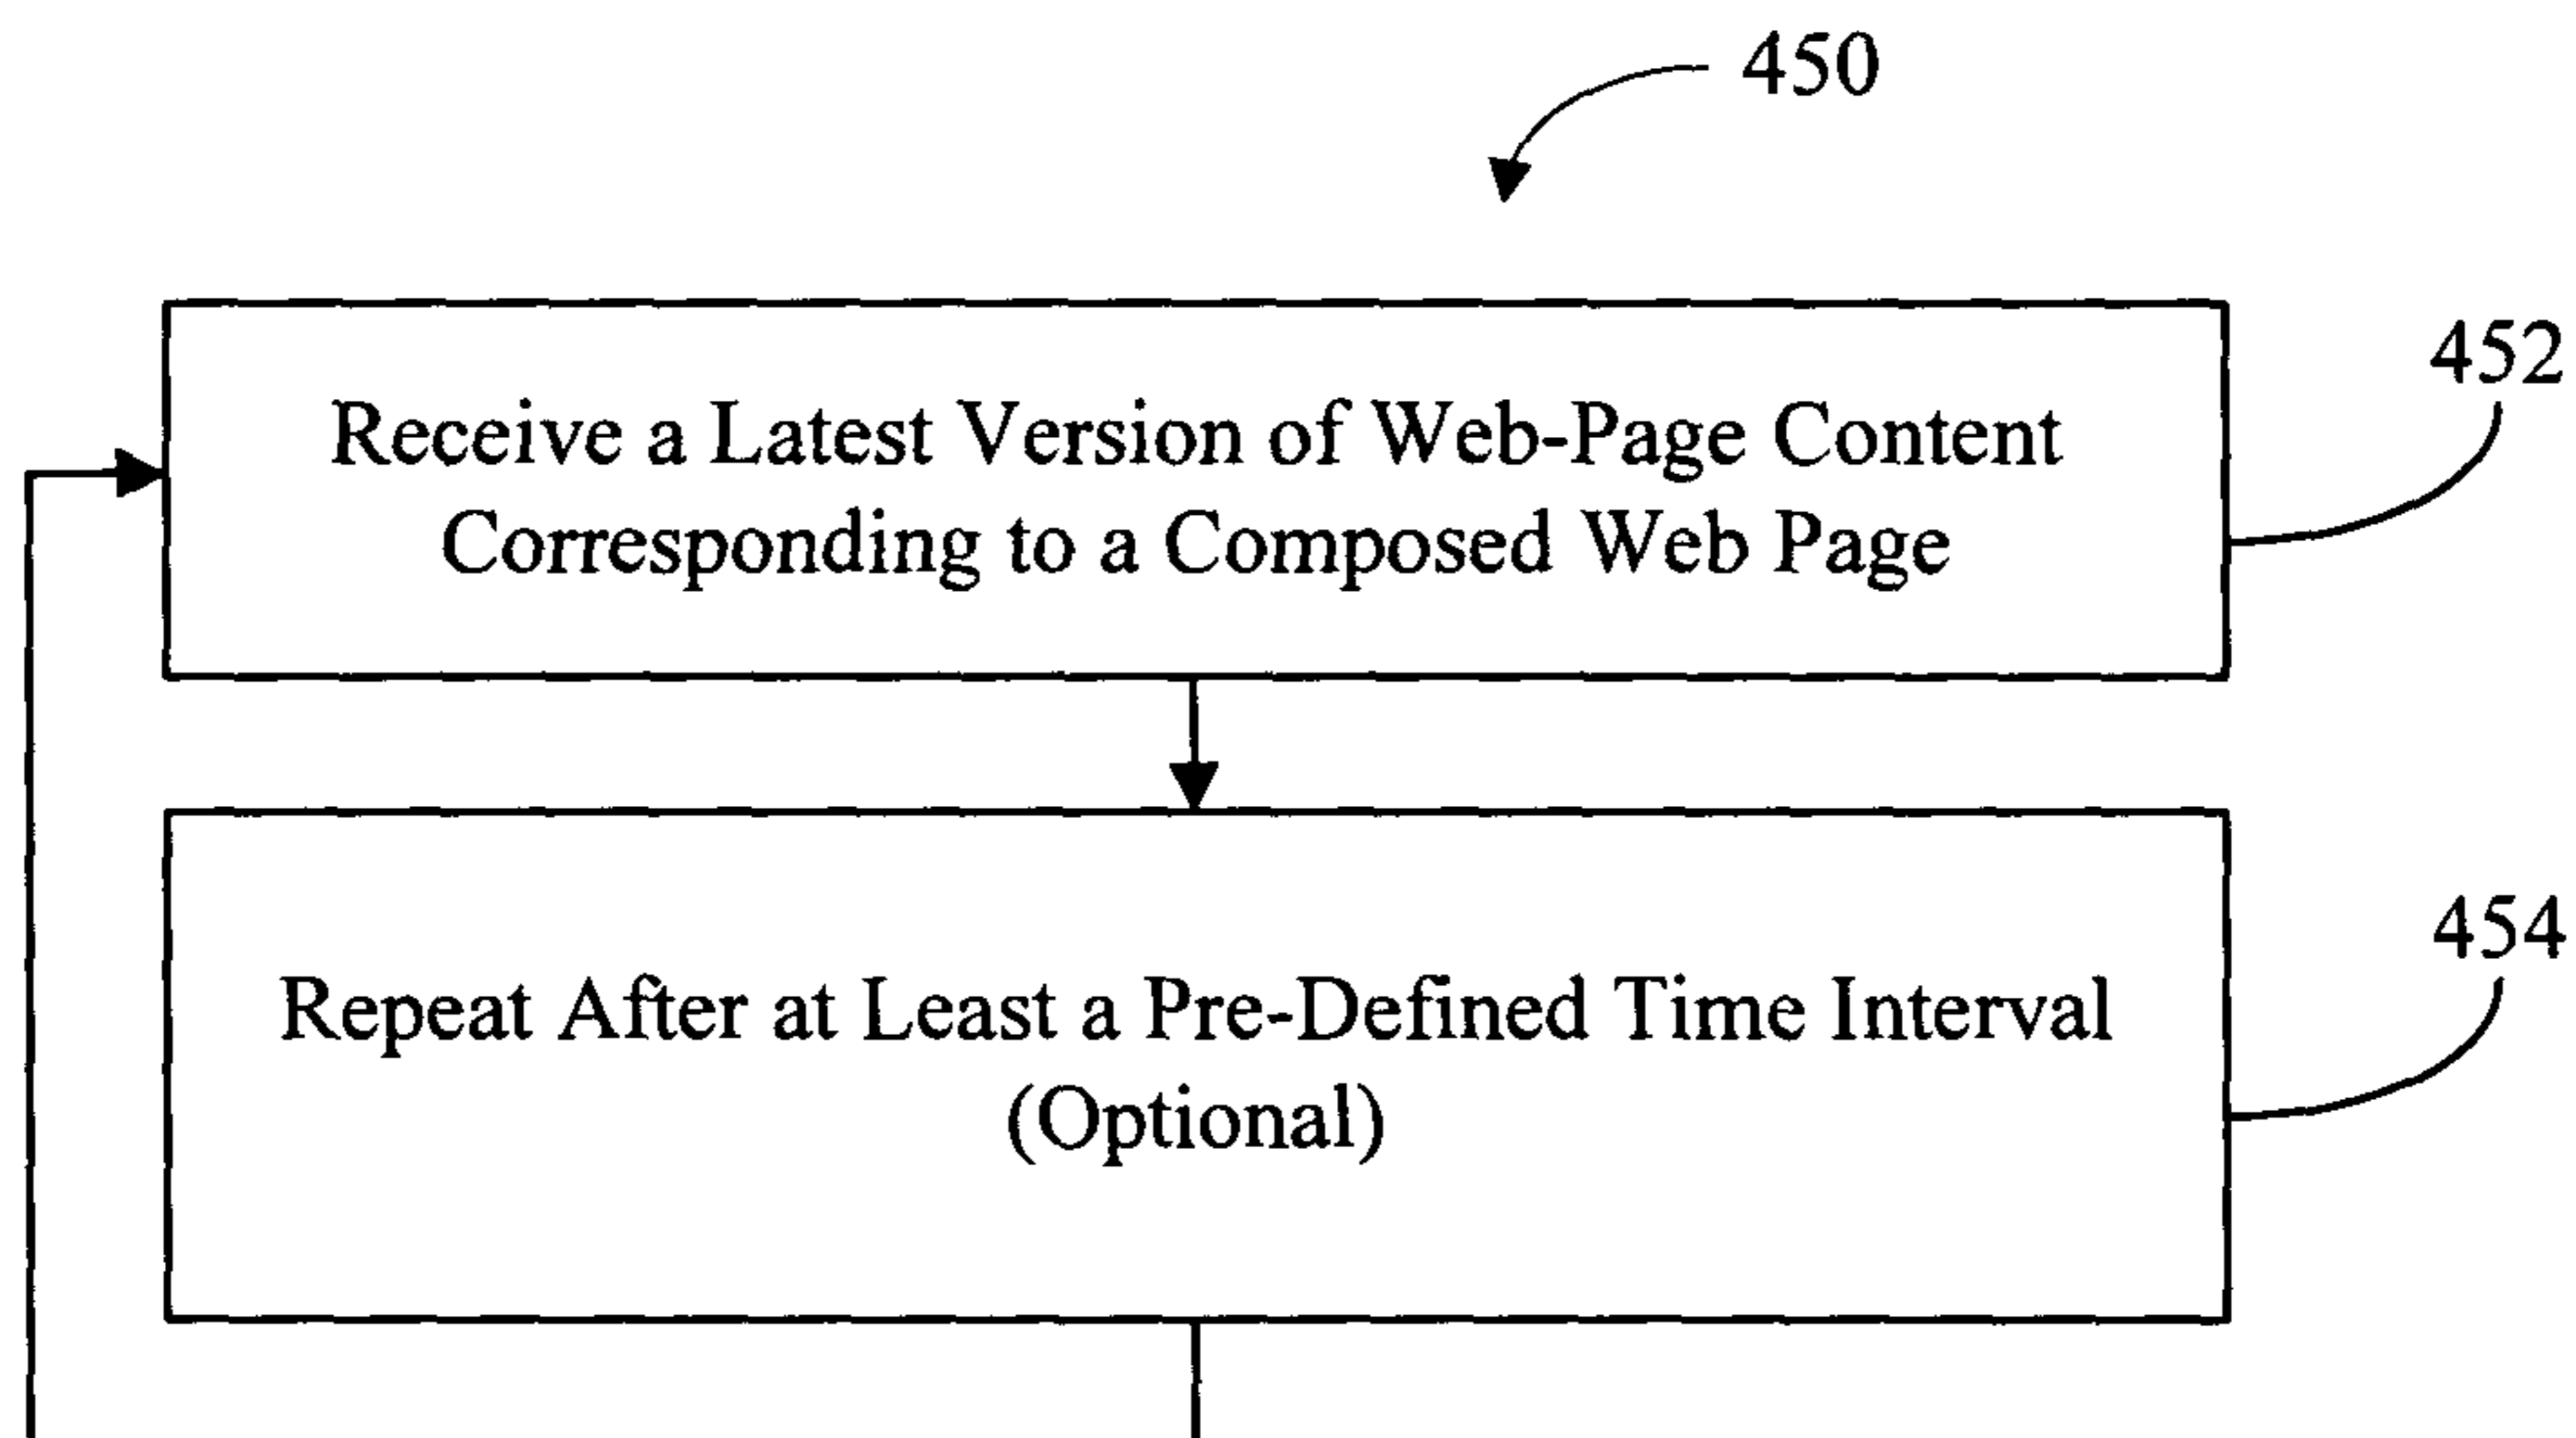 450
Receive a Latest Version of Web-Page Content
Corresponding to a Composed Web Page
452
Repeat After at Least a Pre-Defined Time Interval
(Optional)
454